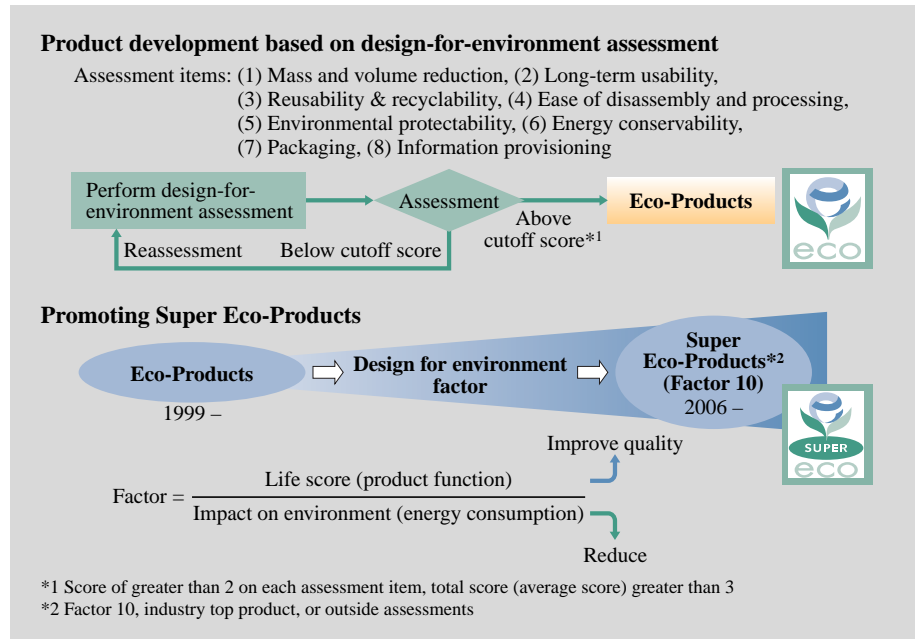 Product development based on design-for-environment assessment
Assessment items: (1) Mass and volume reduction, (2) Long-term usability,
(3) Reusability & recyclability, (4) Ease of disassembly and processing,
(5) Environmental protectability, (6) Energy conservability,
(7) Packaging, (8) Information provisioning
Perform design-for-
environment assessment
Assessment
Above
cutoff score*1
Eco-Products
eco
Reassessment
Below cutoff score
Promoting Super Eco-Products
Eco-Products
1999 –
Design for environment
factor
Super
Eco-Products*2
(Factor 10)
2006 –
SUPER
eco
Improve quality
Factor =
Life score (product function)
Impact on environment (energy consumption)
Reduce
*1 Score of greater than 2 on each assessment item, total score (average score) greater than 3
*2 Factor 10, industry top product, or outside assessments